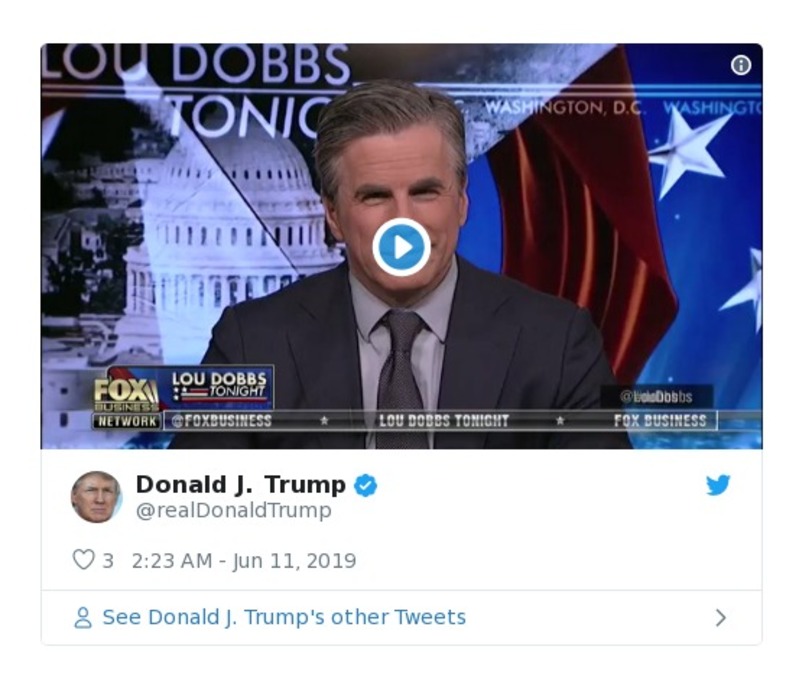 LOU DOBBS
TONIC
C. WASHINGTON, D.C. WASHINGTO
FOX
BUSINESS
NETWORK
LOU DOBBS
TONIGHT
@FOXBUSINESS
LOU DOBBS TONIGHT
FOX BUSINESS
Donald J. Trump
@realDonaldTrump
3 2:23 AM - Jun 11, 2019
See Donald J. Trump's other Tweets